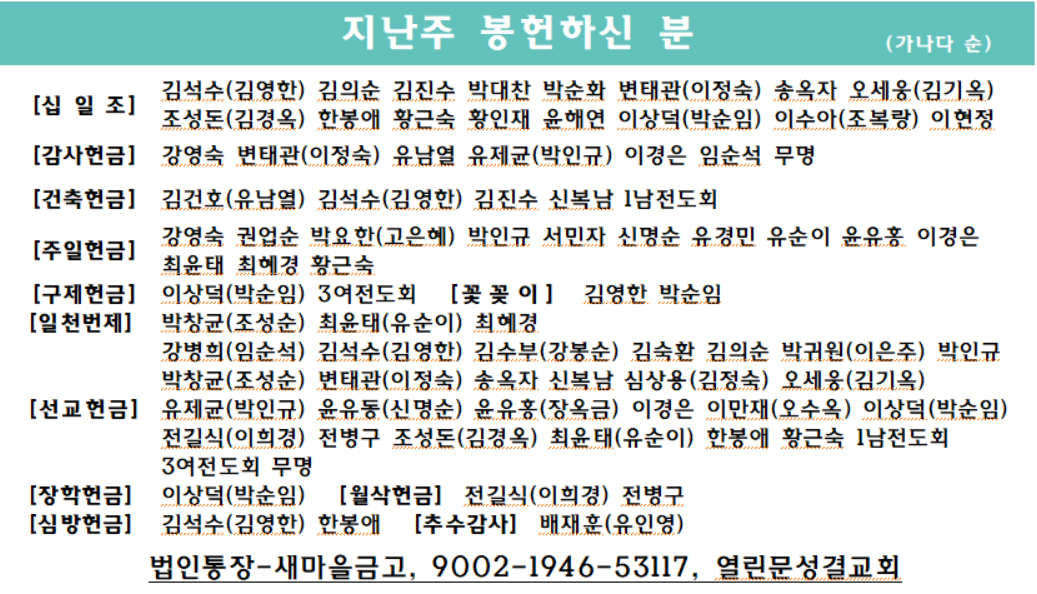 지난주 봉헌하신 분
(가나다 순)
[십 일 조] 김석수(김영한) 김의순 김진수 박대찬 박순화 변태관(이정숙) 송옥자 오세웅(김기옥)
조성돈(김경옥) 한봉애 황근숙 황인재 윤해연 이상덕(박순임) 이수아(조복랑) 이현정
[감사헌금] 강영숙 변태관(이정숙) 유남열 유제균(박인규) 이경은 임순석 무명
[건축헌금] 김건호(유남열) 김석수(김영한) 김진수 신복남 1남전도회
[주일헌금] 강영숙 권업순 박요한(고은혜) 박인규 서민자 신명순 유경민 유순이 윤유홍 이경은
최윤태 최혜경 황근숙
[구제헌금] 이상덕(박순임) 3여전도회 [꽃 꽂 이] 김영한 박순임
[일천번제] 박창균(조성순) 최윤태(유순이) 최혜경
강병희(임순석) 김석수(김영한) 김수부(강봉순) 김숙환 김의순 박귀원(이은주) 박인규
박창균(조성순) 변태관(이정숙) 송옥자 신복남 심상용(김정숙) 오세웅(김기옥)
[선교헌금] 유제균(박인규) 윤유동(신명순) 윤유홍(장옥금) 이경은 이만재(오수옥) 이상덕(박순임)
전길식(이희경) 전병구 조성돈(김경옥) 최윤태(유순이) 한봉애 황근숙 1남전도회
3여전도회 무명
[장학헌금] 이상덕(박순임) [월삭헌금] 전길식(이희경) 전병구
[심방헌금] 김석수(김영한) 한봉애 [추수감사] 배재훈(유인영)
법인통장-새마을금고, 9002-1946-53117, 열린문성결교회